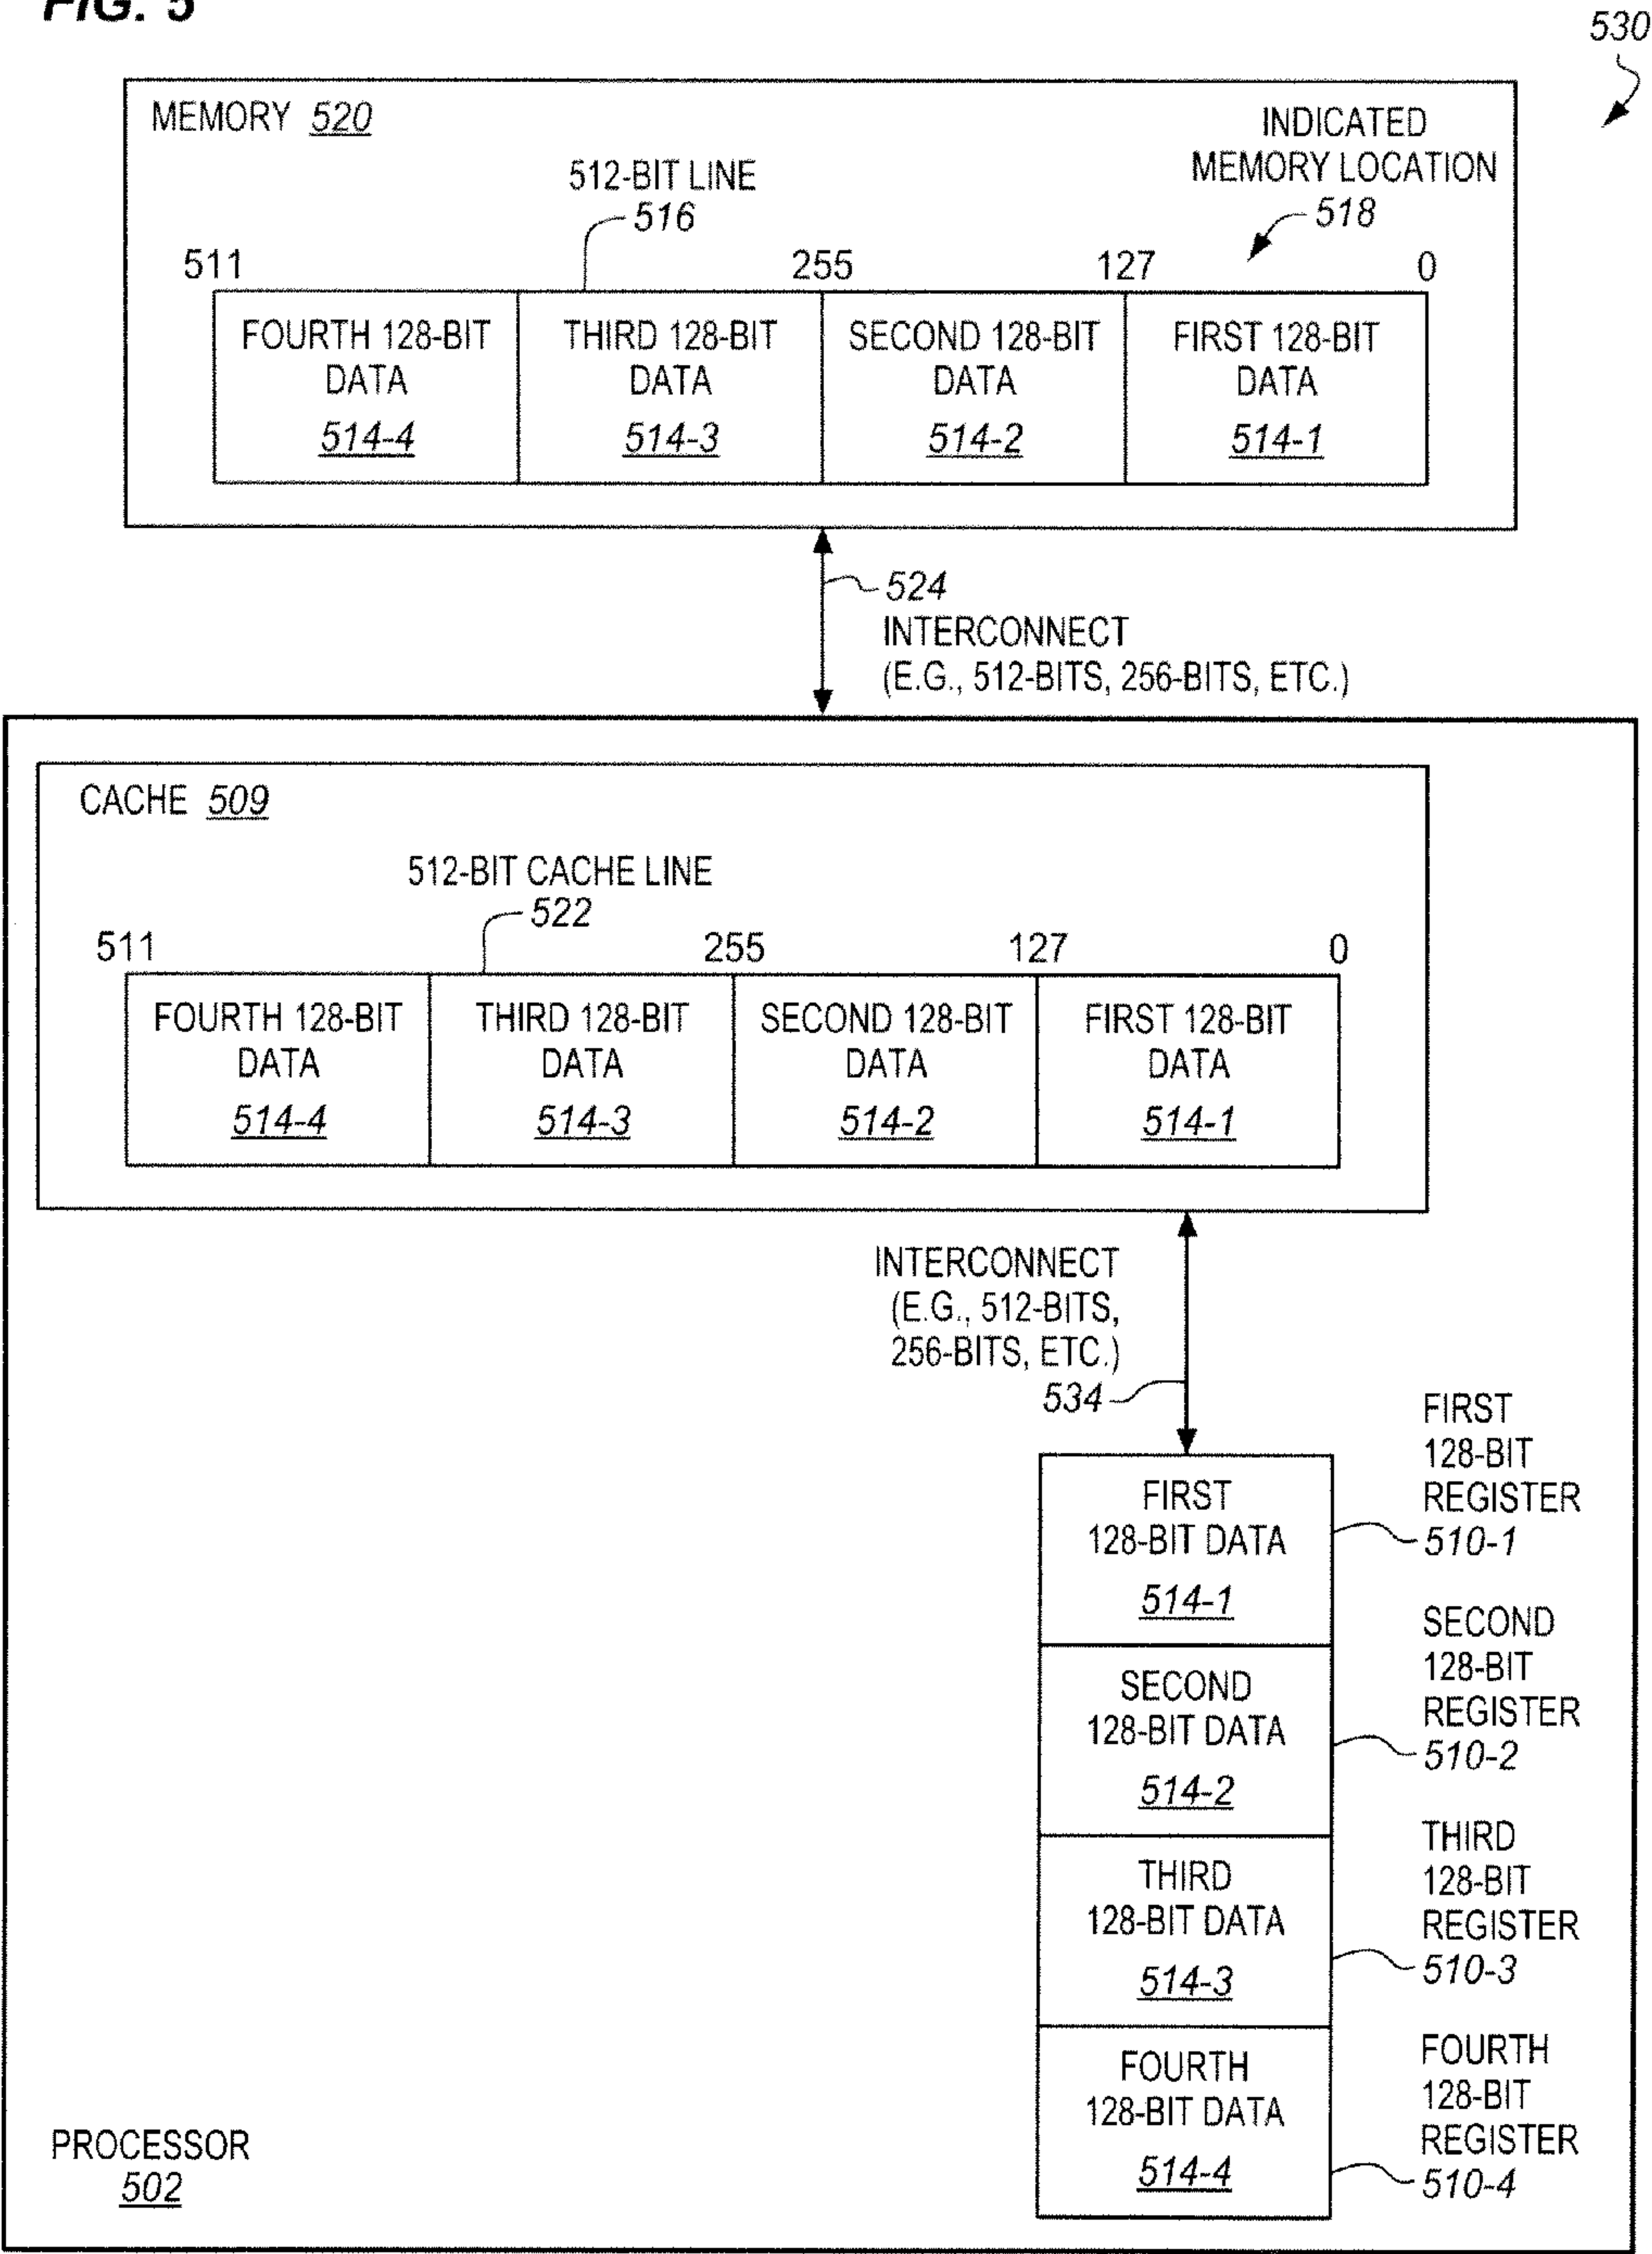 FIG. 5
530
MEMORY 520
INDICATED
MEMORY LOCATION
518
512-BIT LINE
516
511 255 127 0
FOURTH 128-BIT
DATA
514-4
THIRD 128-BIT
DATA
514-3
SECOND 128-BIT
DATA
514-2
FIRST 128-BIT
DATA
514-1
524
INTERCONNECT
(E.G., 512-BITS, 256-BITS, ETC.)
CACHE 509
512-BIT CACHE LINE
522
511 255 127 0
FOURTH 128-BIT
DATA
514-4
THIRD 128-BIT
DATA
514-3
SECOND 128-BIT
DATA
514-2
FIRST 128-BIT
DATA
514-1
INTERCONNECT
(E.G., 512-BITS,
256-BITS, ETC.)
534
FIRST
128-BIT DATA
514-1
FIRST
128-BIT
REGISTER
510-1
SECOND
128-BIT DATA
514-2
SECOND
128-BIT
REGISTER
510-2
THIRD
128-BIT DATA
514-3
THIRD
128-BIT
REGISTER
510-3
FOURTH
128-BIT DATA
514-4
FOURTH
128-BIT
REGISTER
510-4
PROCESSOR
502